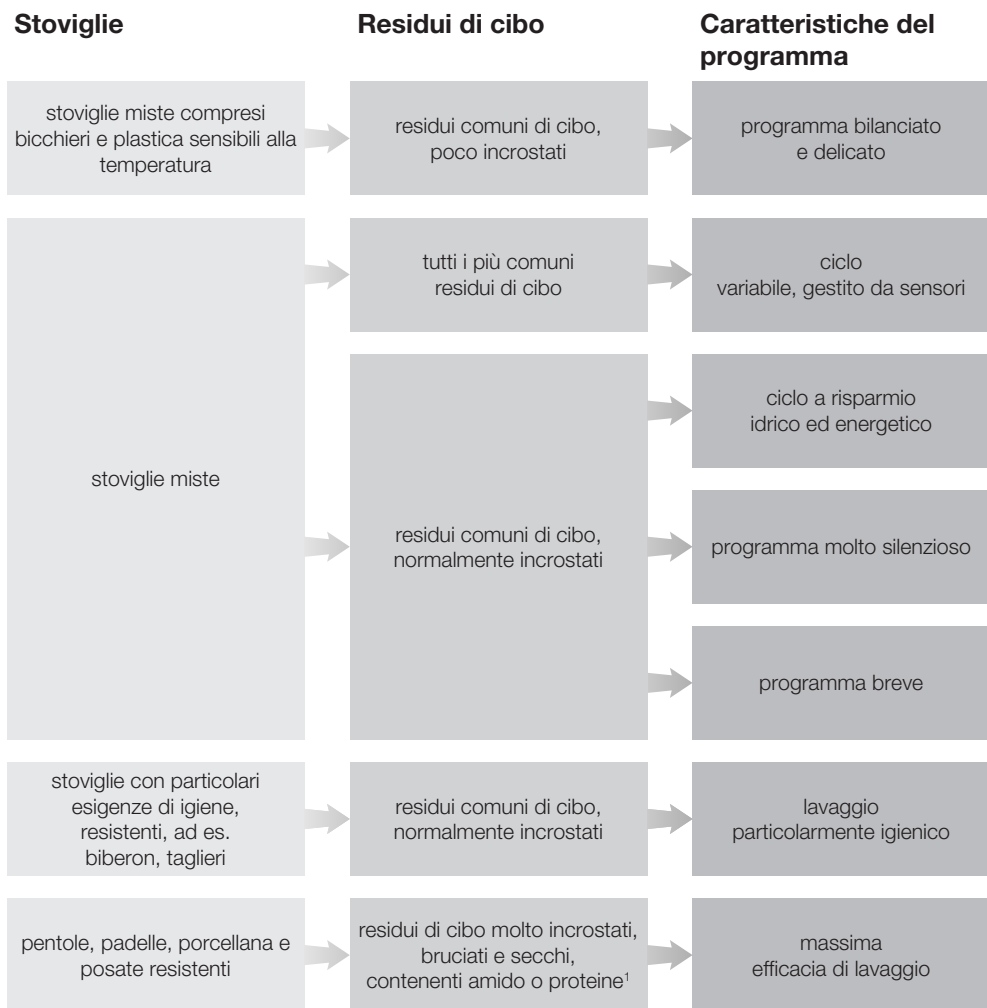 Stoviglie
Residui di cibo
Caratteristiche del
programma
stoviglie miste compresi
bicchieri e plastica sensibili alla
temperatura
residui comuni di cibo,
poco incrostati
programma bilanciato
e delicato
stoviglie miste
tutti i più comuni
residui di cibo
ciclo
variabile, gestito da sensori
residui comuni di cibo,
normalmente incrostati
ciclo a risparmio
idrico ed energetico
programma molto silenzioso
programma breve
stoviglie con particolari
esigenze di igiene,
resistenti, ad es.
biberon, taglieri
residui comuni di cibo,
normalmente incrostati
lavaggio
particolarmente igienico
pentole, padelle, porcellana e
posate resistenti
residui di cibo molto incrostati,
bruciati e secchi,
contenenti amido o proteine¹
massima
efficacia di lavaggio